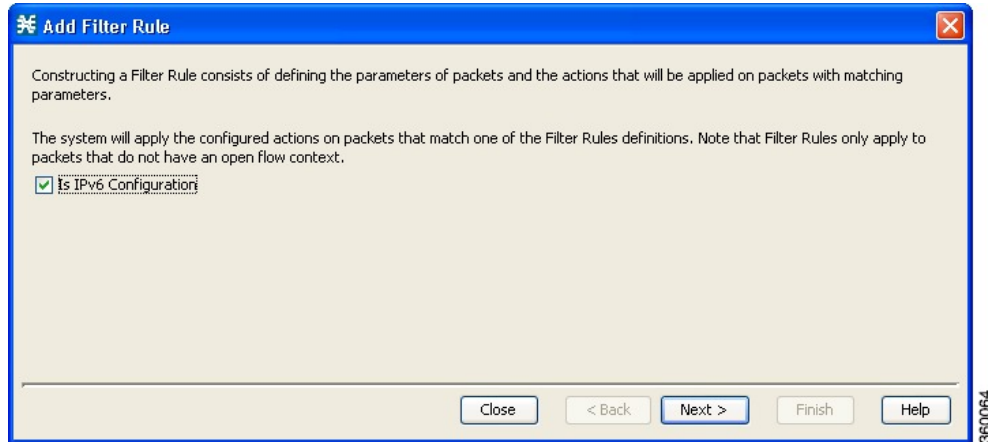 Add Filter Rule
Constructing a Filter Rule consists of defining the parameters of packets and the actions that will be applied on packets with matching
parameters.
The system will apply the configured actions on packets that match one of the Filter Rules definitions. Note that Filter Rules only apply to
packets that do not have an open flow context.
Is IPv6 Configuration
Close < Back Next > Finish Help
360064